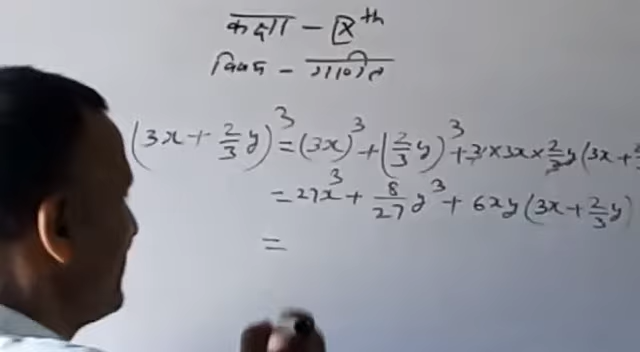 कक्षा - IXth
विषय - गणित
(3x + 2/3 y)^3 = (3x)^3 + (2/3 y)^3 + 3 × 3x × 2/3 y (3x +
= 27x^3 + 8/27 y^3 + 6xy (3x + 2/3 y)
=